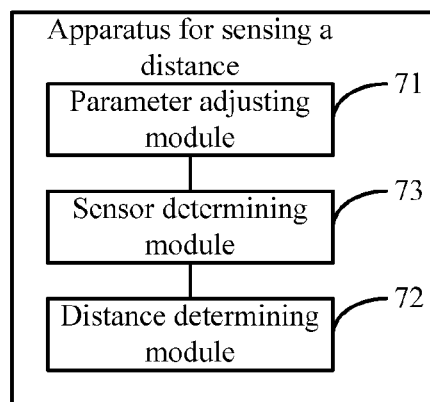 Apparatus for sensing a
distance
Parameter adjusting
module
71
Sensor determining
module
73
Distance determining
module
72